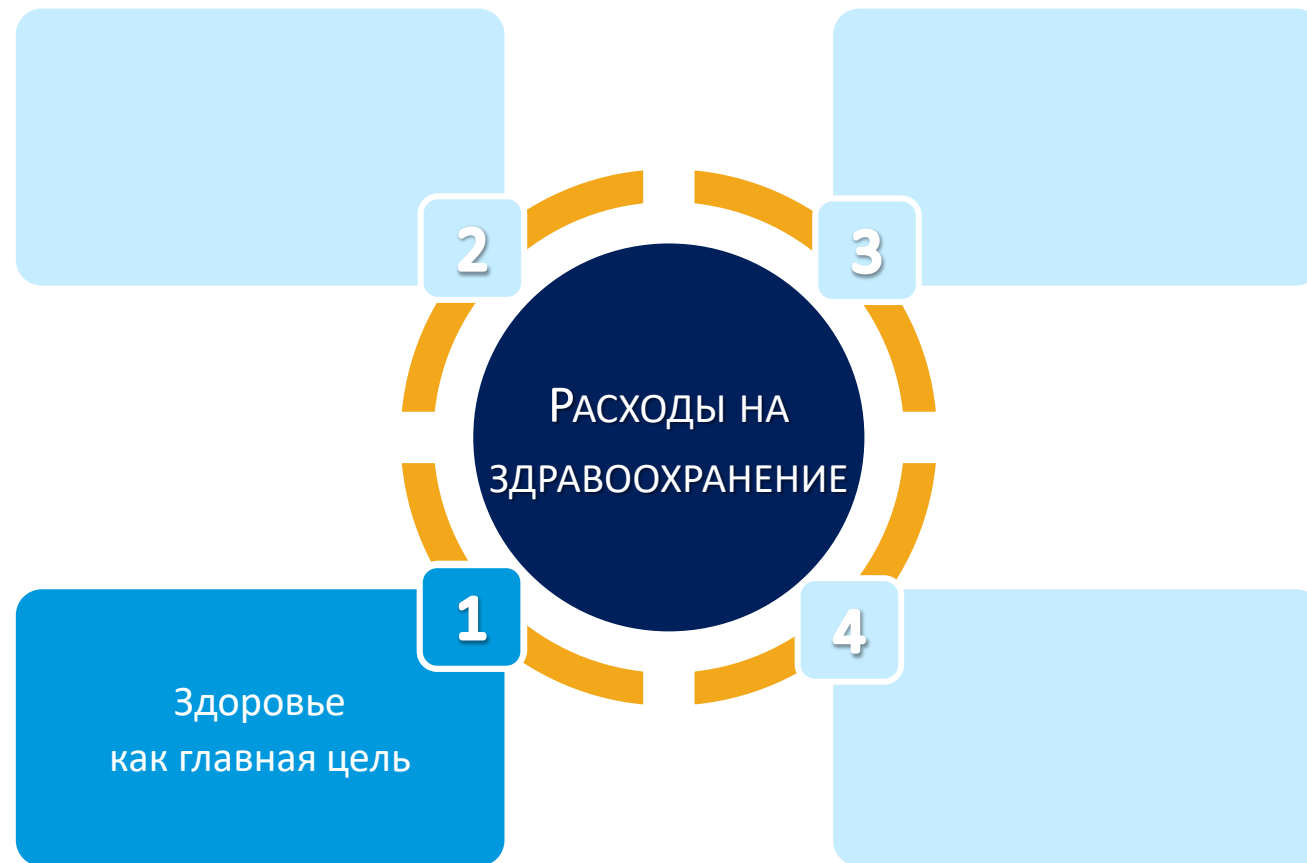 2
3
Расходы на
здравоохранение
1
4
Здоровье
как главная цель